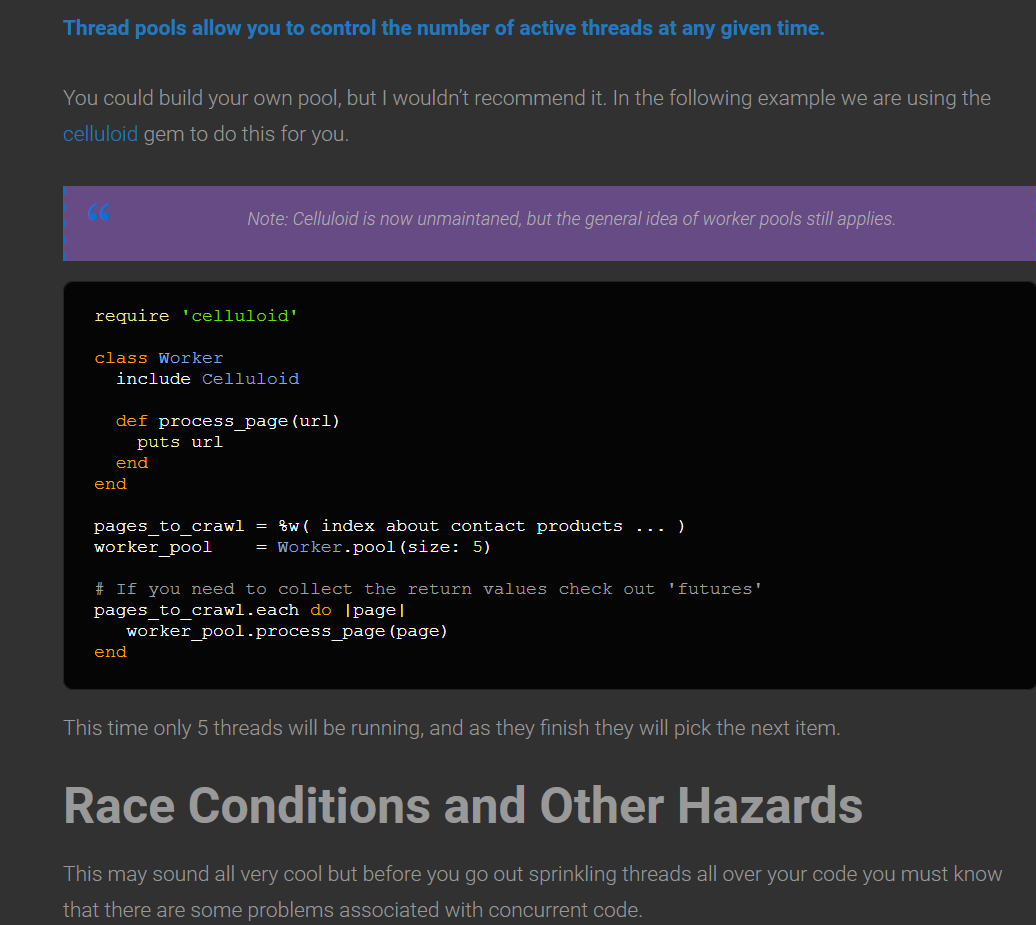 Thread pools allow you to control the number of active threads at any given time.
You could build your own pool, but I wouldn’t recommend it. In the following example we are using the
celluloid gem to do this for you.
“
Note: Celluloid is now unmaintaned, but the general idea of worker pools still applies.
require 'celluloid'
class Worker
  include Celluloid
  def process_page(url)
    puts url
  end
end
pages_to_crawl = %w( index about contact products ... )
worker_pool    = Worker.pool(size: 5)
# If you need to collect the return values check out 'futures'
pages_to_crawl.each do |page|
   worker_pool.process_page(page)
end
This time only 5 threads will be running, and as they finish they will pick the next item.
Race Conditions and Other Hazards
This may sound all very cool but before you go out sprinkling threads all over your code you must know
that there are some problems associated with concurrent code.